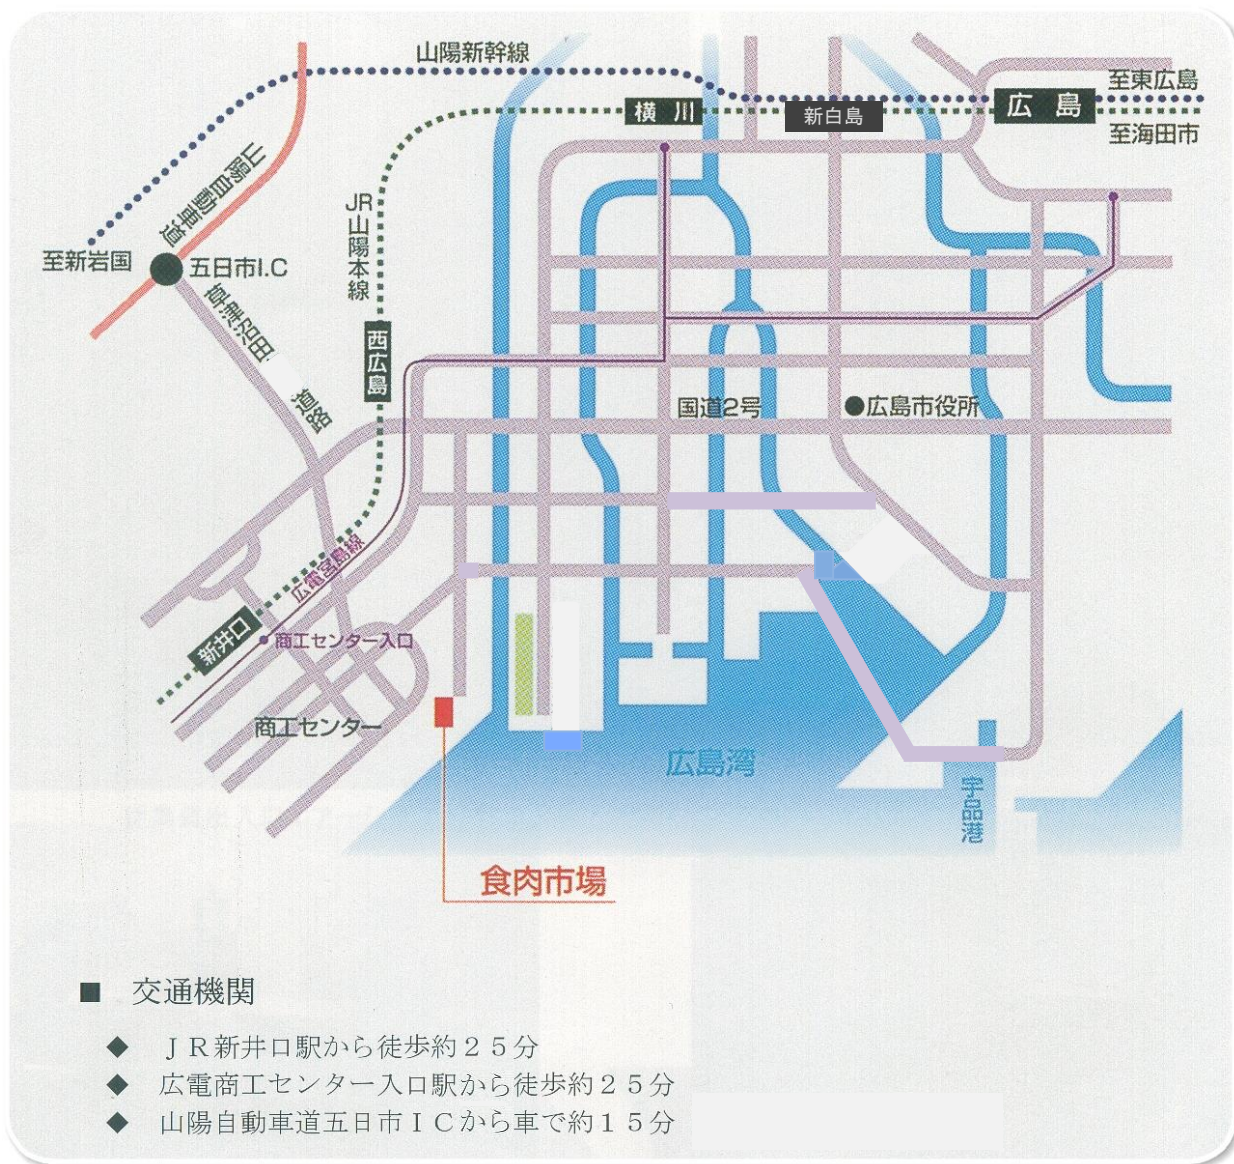 山陽新幹線
至東広島
広島
横川
新白島
至海田市
山陽自動車道
JR山陽本線
至新岩国
五日市I.C
草津沼田道路
西広島
国道2号
●広島市役所
広電宮島線
新井口
商工センター入口
商工センター
広島湾
宇品港
食肉市場
■ 交通機関
◆ ＪＲ新井口駅から徒歩約２５分
◆ 広電商工センター入口駅から徒歩約２５分
◆ 山陽自動車道五日市ＩＣから車で約１５分